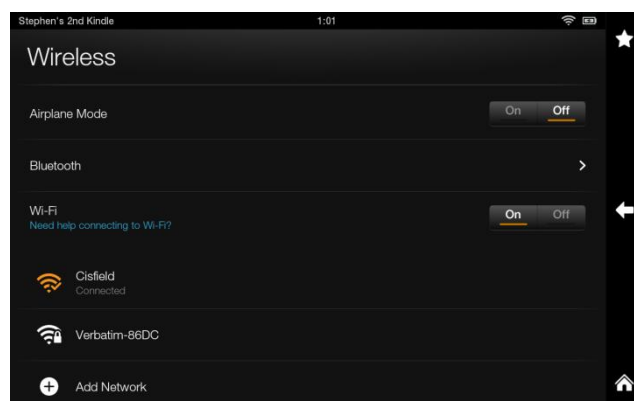 Stephen's 2nd Kindle 1:01
Wireless
Airplane Mode On Off
Bluetooth
Wi-Fi On Off
Need help connecting to Wi-Fi?
Cisfield
Connected
Verbatim-86DC
Add Network